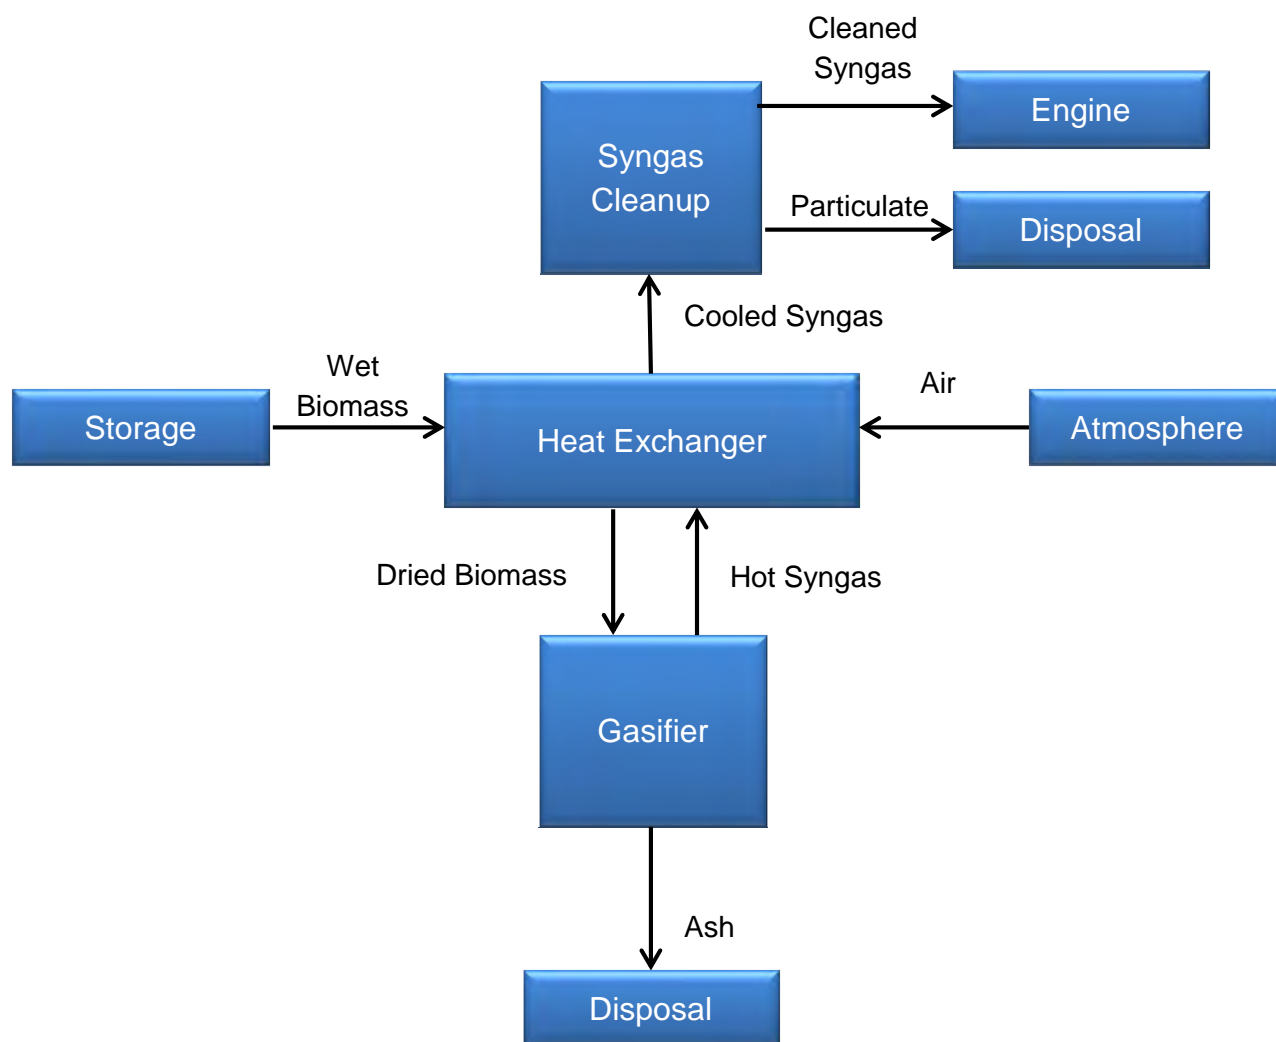 Cleaned
Syngas
Engine
Syngas
Cleanup
Particulate
Disposal
Cooled Syngas
Wet
Biomass
Air
Storage
Heat Exchanger
Atmosphere
Dried Biomass
Hot Syngas
Gasifier
Ash
Disposal